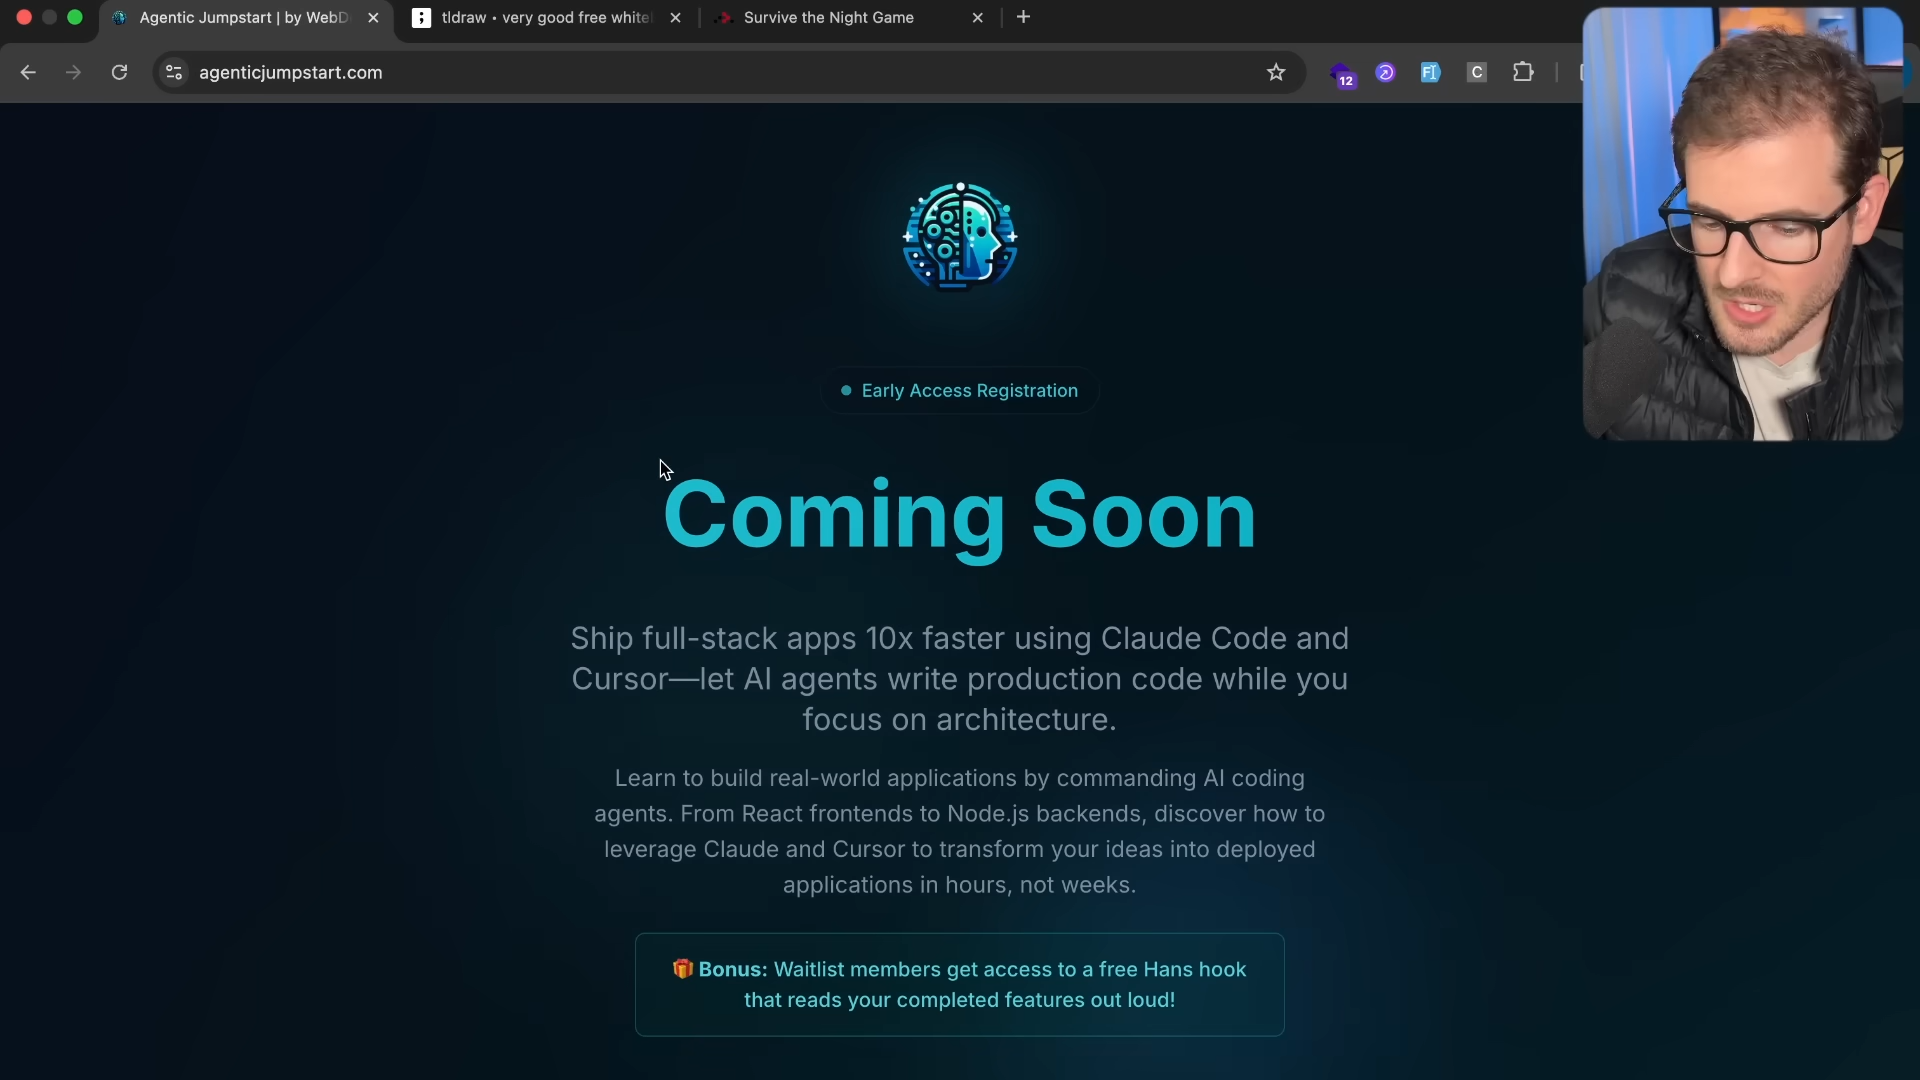 Agentic Jumpstart | by WebD
tldraw • very good free white
Survive the Night Game
agenticjumpstart.com
12
FI
C
Early Access Registration
Coming Soon
Ship full-stack apps 10x faster using Claude Code and
Cursor—let AI agents write production code while you
focus on architecture.
Learn to build real-world applications by commanding AI coding
agents. From React frontends to Node.js backends, discover how to
leverage Claude and Cursor to transform your ideas into deployed
applications in hours, not weeks.
🎁 Bonus: Waitlist members get access to a free Hans hook
that reads your completed features out loud!